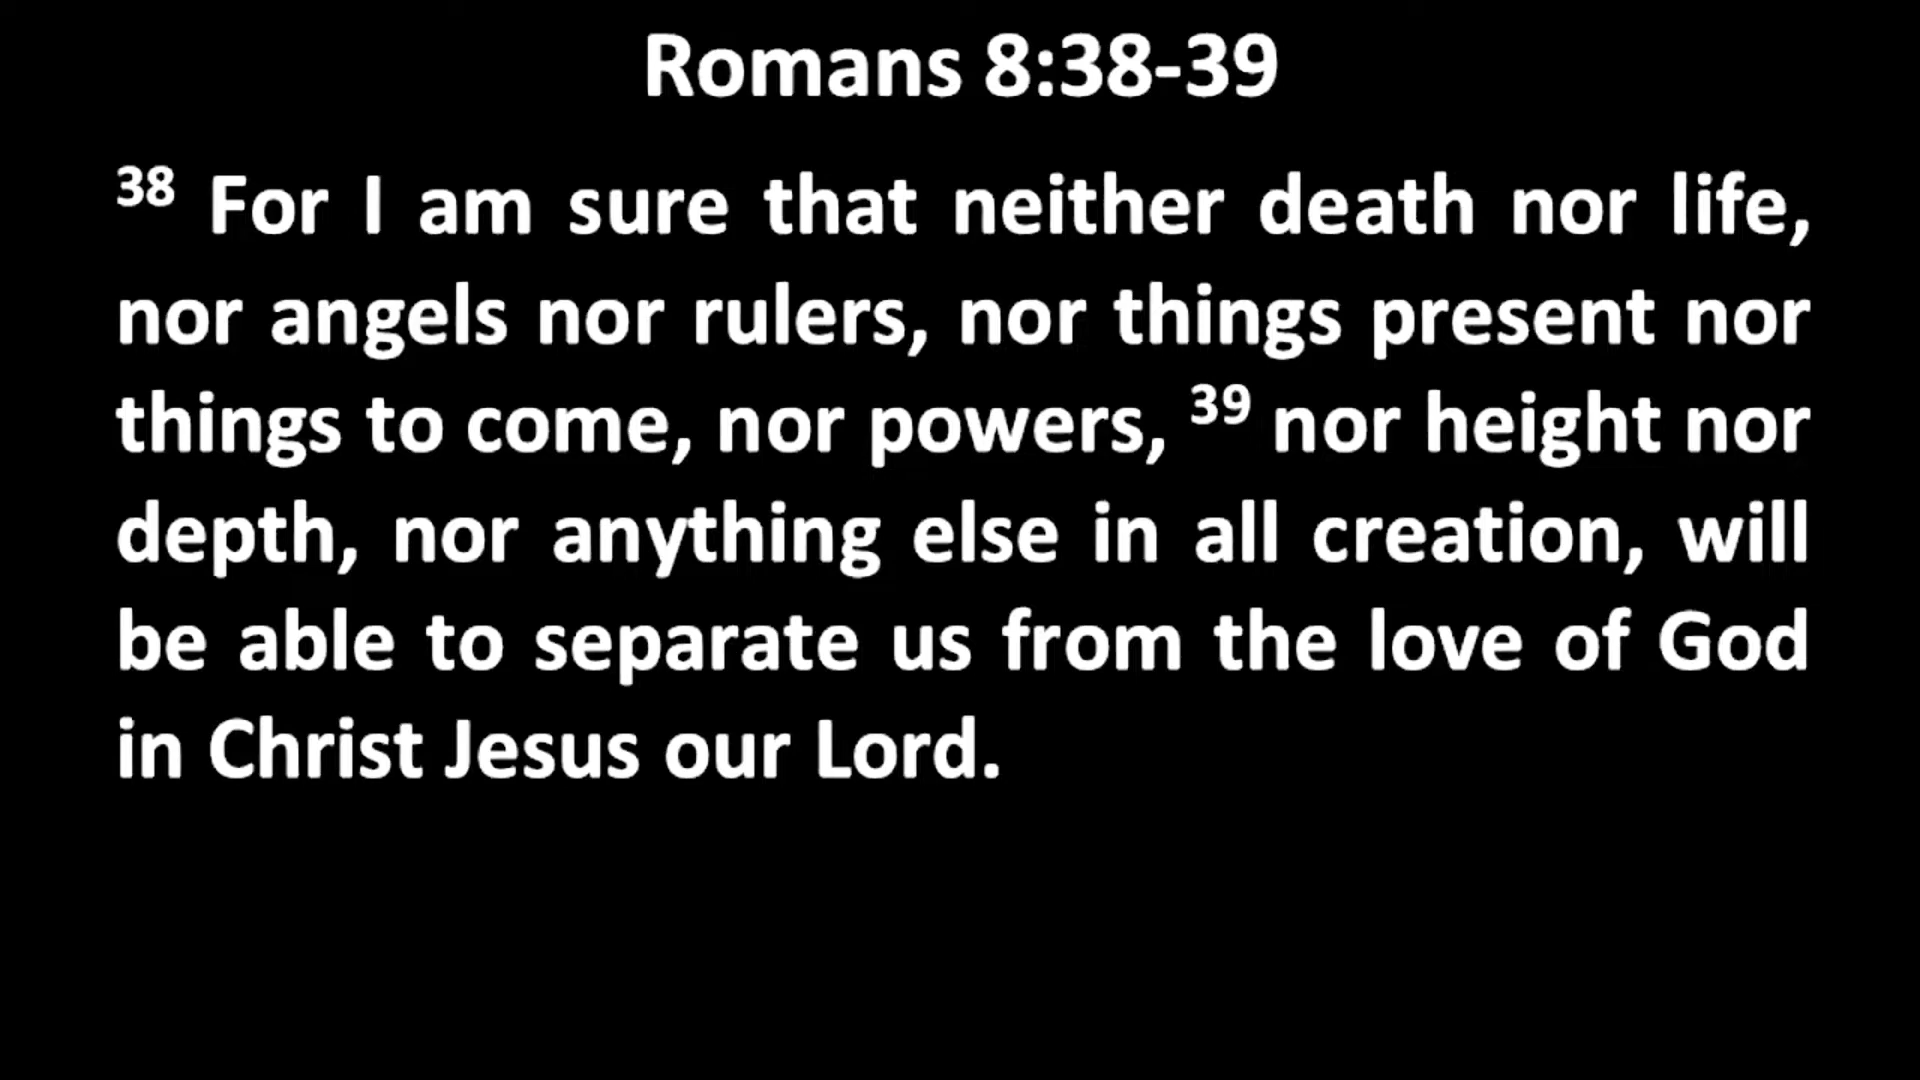 Romans 8:38-39
38 For I am sure that neither death nor life,
nor angels nor rulers, nor things present nor
things to come, nor powers, 39 nor height nor
depth, nor anything else in all creation, will
be able to separate us from the love of God
in Christ Jesus our Lord.